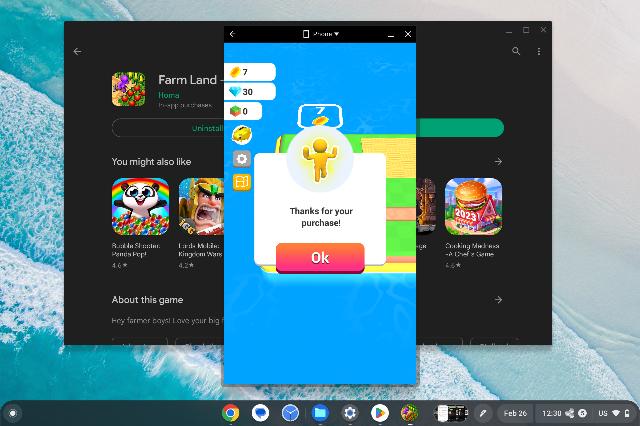 Phone
Farm Land -
Homa
In-app purchases
Uninstall
7
30
0
7
You might also like
Thanks for your
purchase!
Ok
Bubble Shooter:
Panda Pop!
4.6★
Lords Mobile:
Kingdom Wars
4.2★
IGG
2023
Cooking Madness
-A Chef's Game
4.6★
About this game
Hey farmer boys! Love your big f
Feb 26
12:30
US